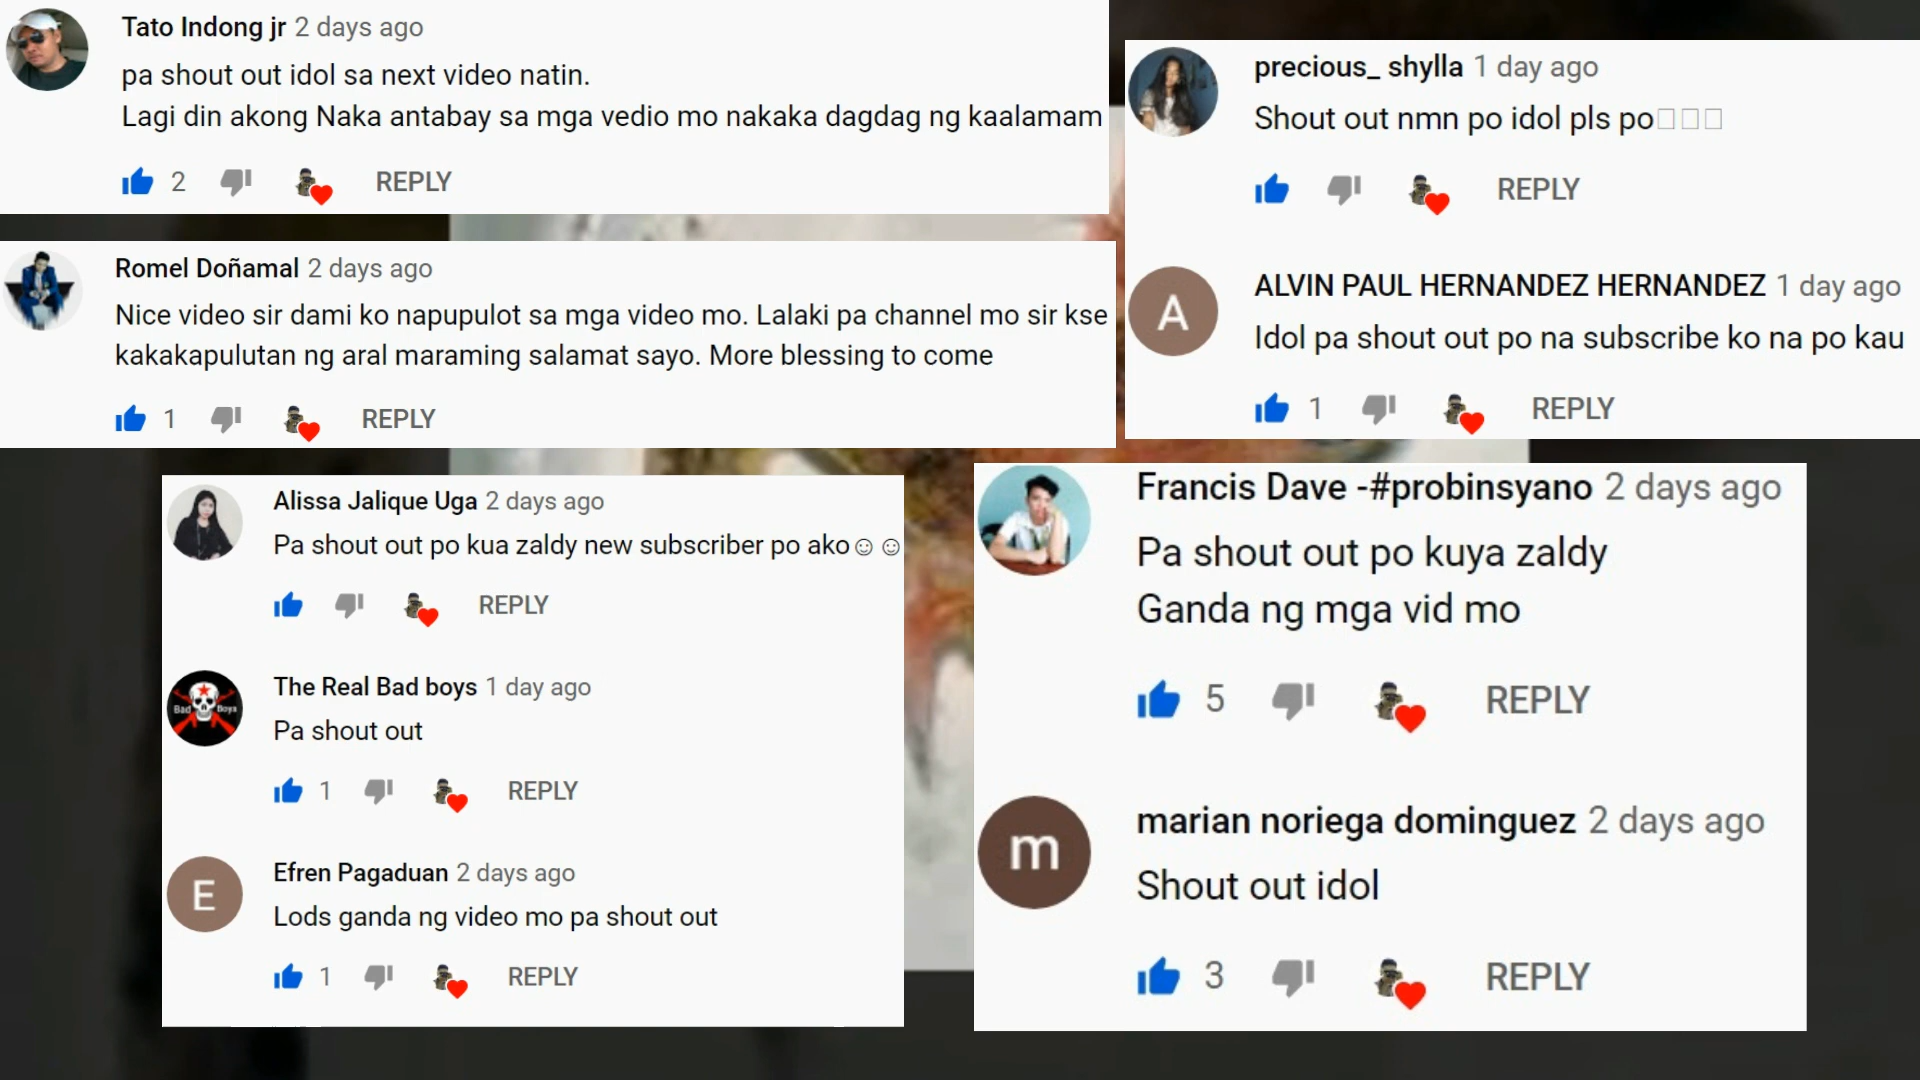 Tato Indong jr 2 days ago
pa shout out idol sa next video natin.
Lagi din akong Naka antabay sa mga vedio mo nakaka dagdag ng kaalamam
2 REPLY
Romel Doñamal 2 days ago
Nice video sir dami ko napupulot sa mga video mo. Lalaki pa channel mo sir kse
kakakapulutan ng aral maraming salamat sayo. More blessing to come
1 REPLY
precious_ shylla 1 day ago
Shout out nmn po idol pls po□□□
REPLY
A
ALVIN PAUL HERNANDEZ HERNANDEZ 1 day ago
Idol pa shout out po na subscribe ko na po kau
1 REPLY
Alissa Jalique Uga 2 days ago
Pa shout out po kua zaldy new subscriber po ako☺☺
REPLY
Bad Boys
The Real Bad boys 1 day ago
Pa shout out
1 REPLY
E
Efren Pagaduan 2 days ago
Lods ganda ng video mo pa shout out
1 REPLY
Francis Dave -#probinsyano 2 days ago
Pa shout out po kuya zaldy
Ganda ng mga vid mo
5 REPLY
m
marian noriega dominguez 2 days ago
Shout out idol
3 REPLY